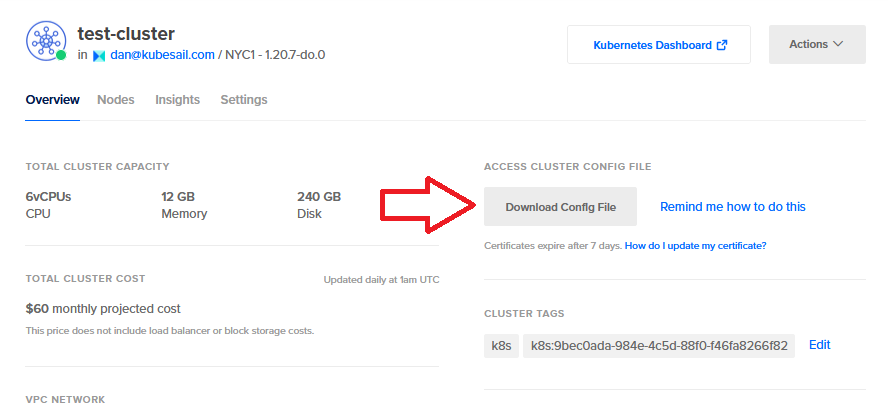 test-cluster
in dan@kubesail.com / NYC1 - 1.20.7-do.0
Kubernetes Dashboard
Actions
Overview Nodes Insights Settings
TOTAL CLUSTER CAPACITY
6vCPUs 12 GB 240 GB
CPU Memory Disk
ACCESS CLUSTER CONFIG FILE
Download Config File Remind me how to do this
Certificates expire after 7 days. How do I update my certificate?
TOTAL CLUSTER COST Updated daily at 1am UTC
$60 monthly projected cost
This price does not include load balancer or block storage costs.
CLUSTER TAGS
k8s k8s:9bec0ada-984e-4c5d-88f0-f46fa8266f82 Edit
VPC NETWORK